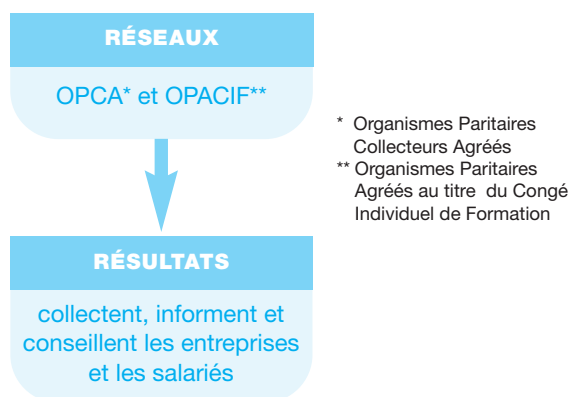 RÉSEAUX
OPCA* et OPACIF**
* Organismes Paritaires
Collecteurs Agréés
** Organismes Paritaires
Agréés au titre du Congé
Individuel de Formation
RÉSULTATS
collectent, informent et
conseillent les entreprises
et les salariés